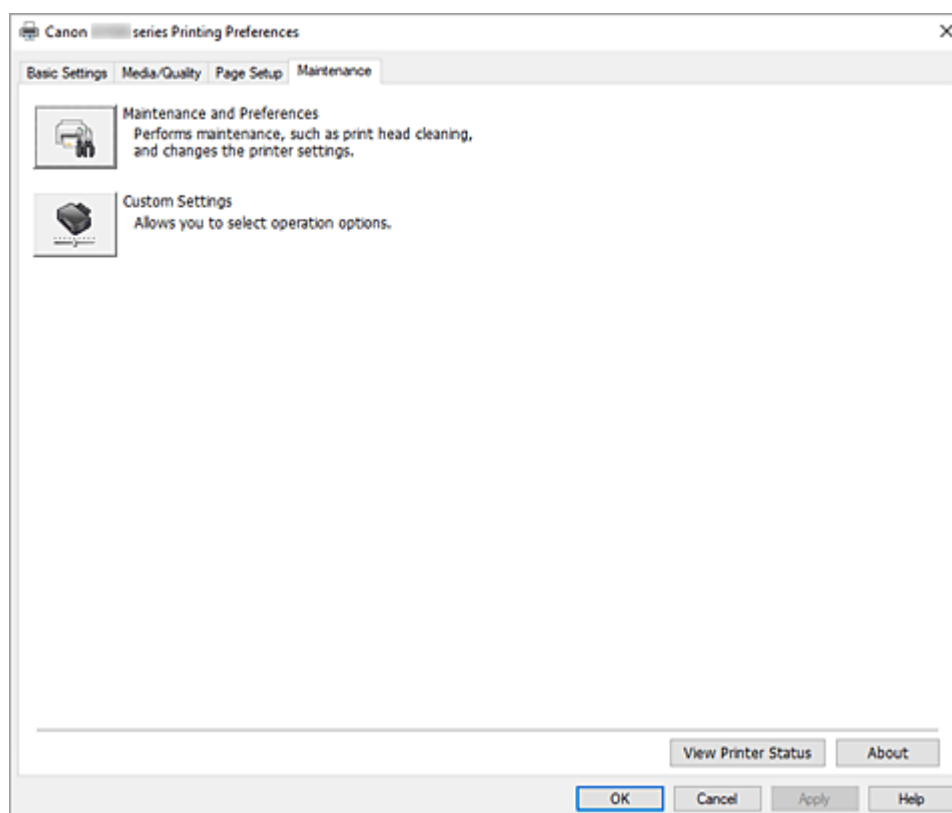 Canon series Printing Preferences
Basic Settings Media/Quality Page Setup Maintenance
Maintenance and Preferences
Performs maintenance, such as print head cleaning,
and changes the printer settings.
Custom Settings
Allows you to select operation options.
View Printer Status About
OK Cancel Apply Help